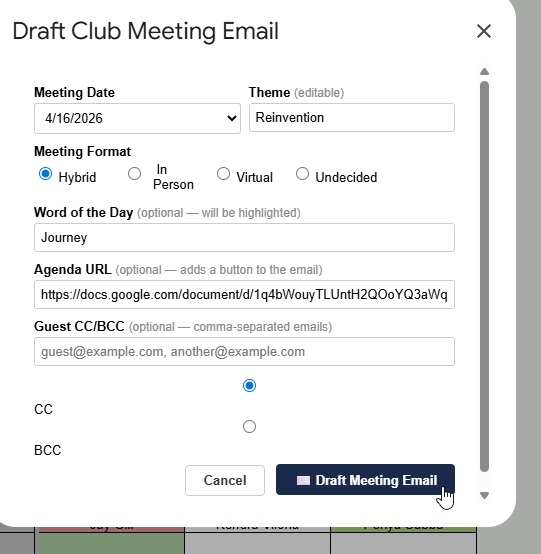 Draft Club Meeting Email
Meeting Date
Theme (editable)
4/16/2026
Reinvention
Meeting Format
Hybrid
In
Person
Virtual
Undecided
Word of the Day (optional — will be highlighted)
Journey
Agenda URL (optional — adds a button to the email)
https://docs.google.com/document/d/1q4bWouyTLUntH2QOoYQ3aWq
Guest CC/BCC (optional — comma-separated emails)
guest@example.com, another@example.com
CC
BCC
Cancel
Draft Meeting Email